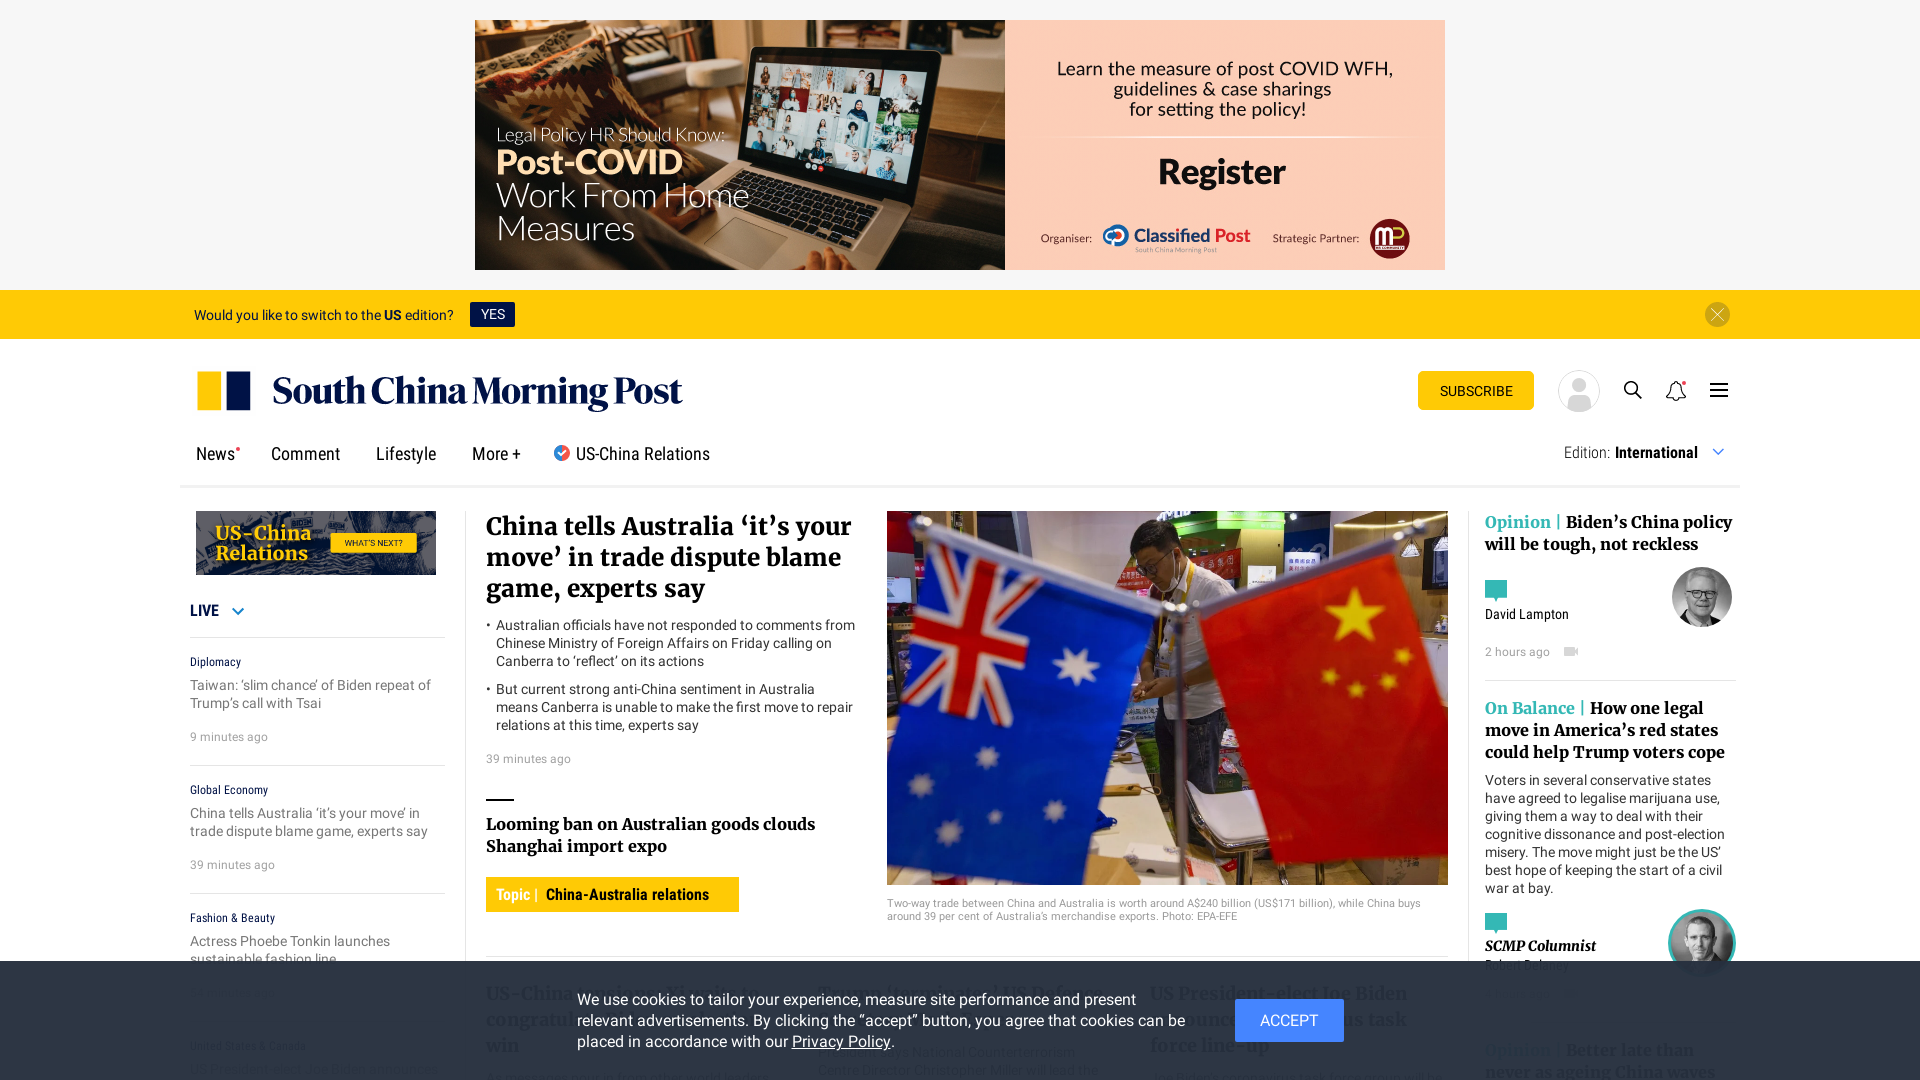 Legal Policy HR Should Know:
Post-COVID
Work From Home
Measures
Learn the measure of post COVID WFH,
guidelines & case sharings
for setting the policy!
Register
Organiser:
Classified Post
South China Morning Post
Strategic Partner:
Would you like to switch to the US edition?
YES
South China Morning Post
SUBSCRIBE
News
Comment
Lifestyle
More +
US-China Relations
Edition: International
US-China
Relations
WHAT'S NEXT?
LIVE
Diplomacy
Taiwan: ‘slim chance’ of Biden repeat of
Trump’s call with Tsai
9 minutes ago
Global Economy
China tells Australia ‘it’s your move’ in
trade dispute blame game, experts say
39 minutes ago
Fashion & Beauty
Actress Phoebe Tonkin launches
sustainable fashion line
China tells Australia ‘it’s your
move’ in trade dispute blame
game, experts say
• Australian officials have not responded to comments from
Chinese Ministry of Foreign Affairs on Friday calling on
Canberra to ‘reflect’ on its actions
• But current strong anti-China sentiment in Australia
means Canberra is unable to make the first move to repair
relations at this time, experts say
39 minutes ago
Looming ban on Australian goods clouds
Shanghai import expo
Topic | China-Australia relations
Two-way trade between China and Australia is worth around A$240 billion (US$171 billion), while China buys
around 39 per cent of Australia’s merchandise exports. Photo: EPA-EFE
Opinion | Biden’s China policy
will be tough, not reckless
David Lampton
2 hours ago
On Balance | How one legal
move in America’s red states
could help Trump voters cope
Voters in several conservative states
have agreed to legalise marijuana use,
giving them a way to deal with their
cognitive dissonance and post-election
misery. The move might just be the US’
best hope of keeping the start of a civil
war at bay.
SCMP Columnist
We use cookies to tailor your experience, measure site performance and present
relevant advertisements. By clicking the “accept” button, you agree that cookies can be
placed in accordance with our Privacy Policy.
ACCEPT